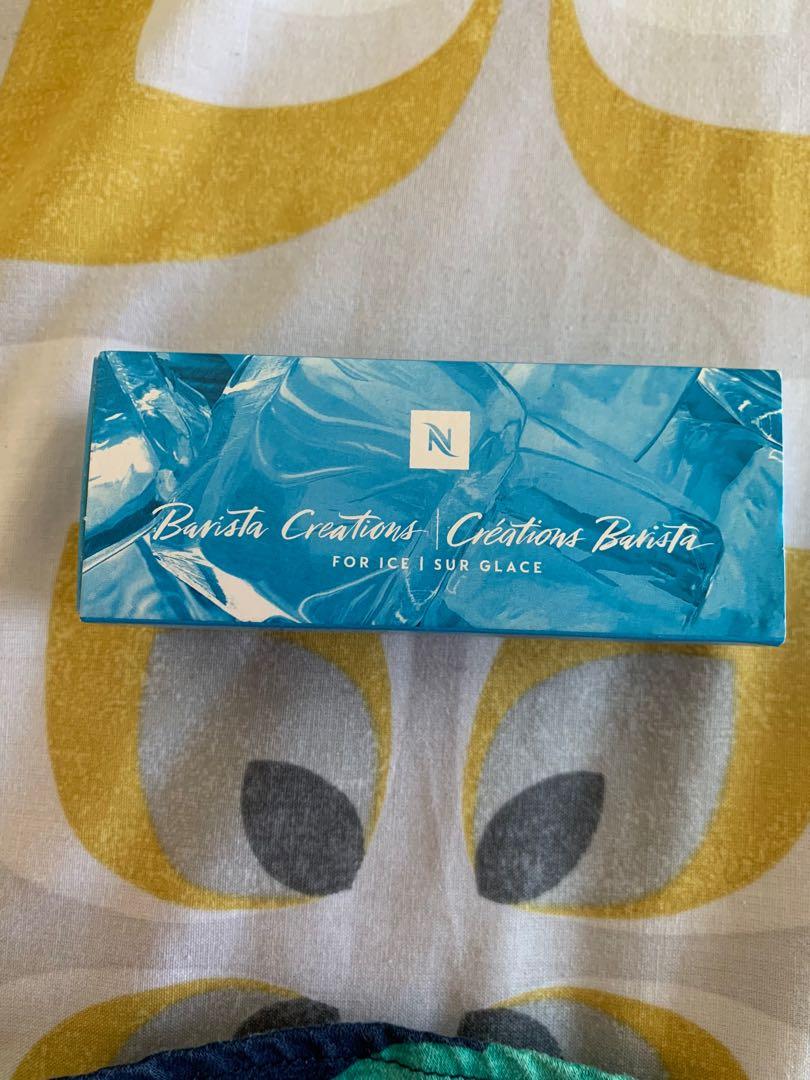 N
Barista Creations | Créations Barista
FOR ICE | SUR GLACE